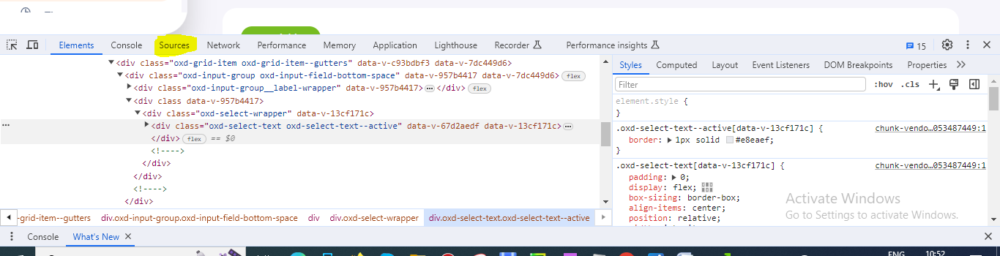 Elements Console Sources Network Performance Memory Application Lighthouse Recorder Performance insights 15
<div class="oxd-grid-item oxd-grid-item--gutters" data-v-c93bdbf3 data-v-7dc449d6>
<div class="oxd-input-group oxd-input-field-bottom-space" data-v-957b4417 data-v-7dc449d6> flex
<div class="oxd-input-group__label-wrapper" data-v-957b4417> … </div> flex
<div class data-v-957b4417>
<div class="oxd-select-wrapper" data-v-13cf171c>
… <div class="oxd-select-text oxd-select-text--active" data-v-67d2aedf data-v-13cf171c> …
</div> flex == $0
<!---->
</div>
</div>
<!---->
</div>
-grid-item--gutters div.oxd-input-group.oxd-input-field-bottom-space div div.oxd-select-wrapper div.oxd-select-text.oxd-select-text--active
Styles Computed Layout Event Listeners DOM Breakpoints Properties
Filter :hov .cls
element.style {
}
.oxd-select-text--active[data-v-13cf171c] { chunk-vendo…053487449:1
border: 1px solid #e8eaef;
}
.oxd-select-text[data-v-13cf171c] { chunk-vendo…053487449:1
padding: 0;
display: flex;
box-sizing: border-box;
align-items: center;
position: relative;
Activate Windows
Go to Settings to activate Windows.
Console What's New
ENG 10:52